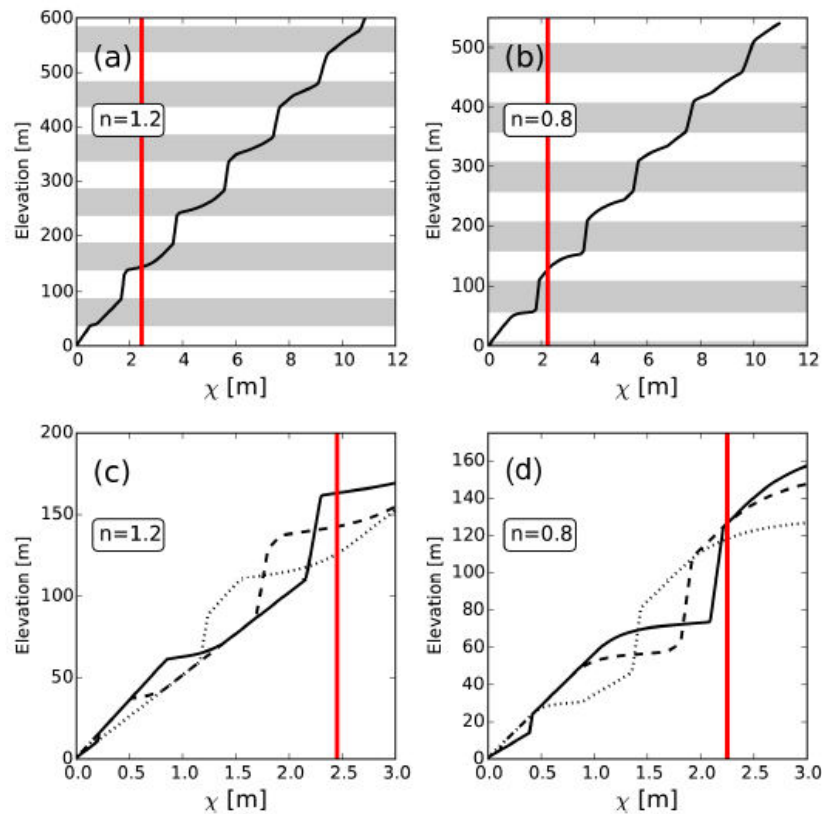 (a)
n=1.2
Elevation [m]
600
500
400
300
200
100
0
0 2 4 6 8 10 12
χ [m]
(b)
n=0.8
Elevation [m]
500
400
300
200
100
0
0 2 4 6 8 10 12
χ [m]
(c)
n=1.2
Elevation [m]
200
150
100
50
0
0.0 0.5 1.0 1.5 2.0 2.5 3.0
χ [m]
(d)
n=0.8
Elevation [m]
160
140
120
100
80
60
40
20
0
0.0 0.5 1.0 1.5 2.0 2.5 3.0
χ [m]